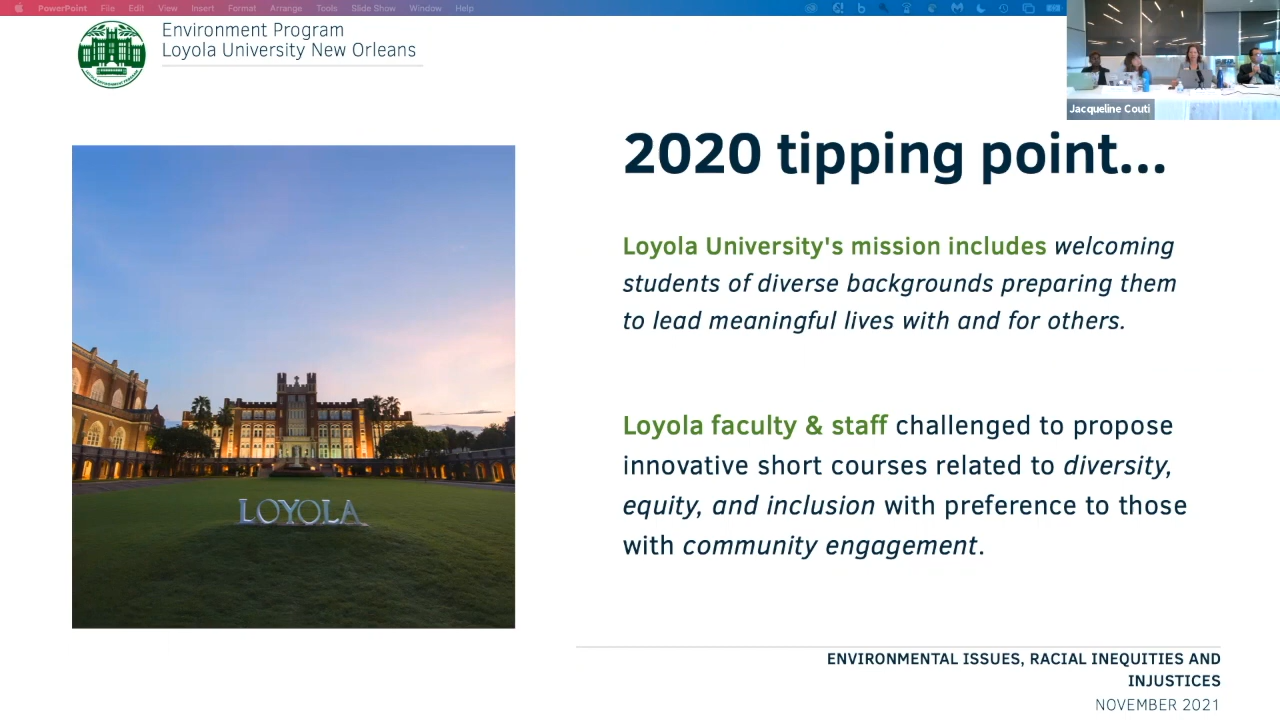 PowerPoint File Edit View Insert Format Arrange Tools Slide Show Window Help
Environment Program
Loyola University New Orleans
Jacqueline Couti
2020 tipping point...
Loyola University's mission includes welcoming
students of diverse backgrounds preparing them
to lead meaningful lives with and for others.
Loyola faculty & staff challenged to propose
innovative short courses related to diversity,
equity, and inclusion with preference to those
with community engagement.
LOYOLA
ENVIRONMENTAL ISSUES, RACIAL INEQUITIES AND
INJUSTICES
NOVEMBER 2021